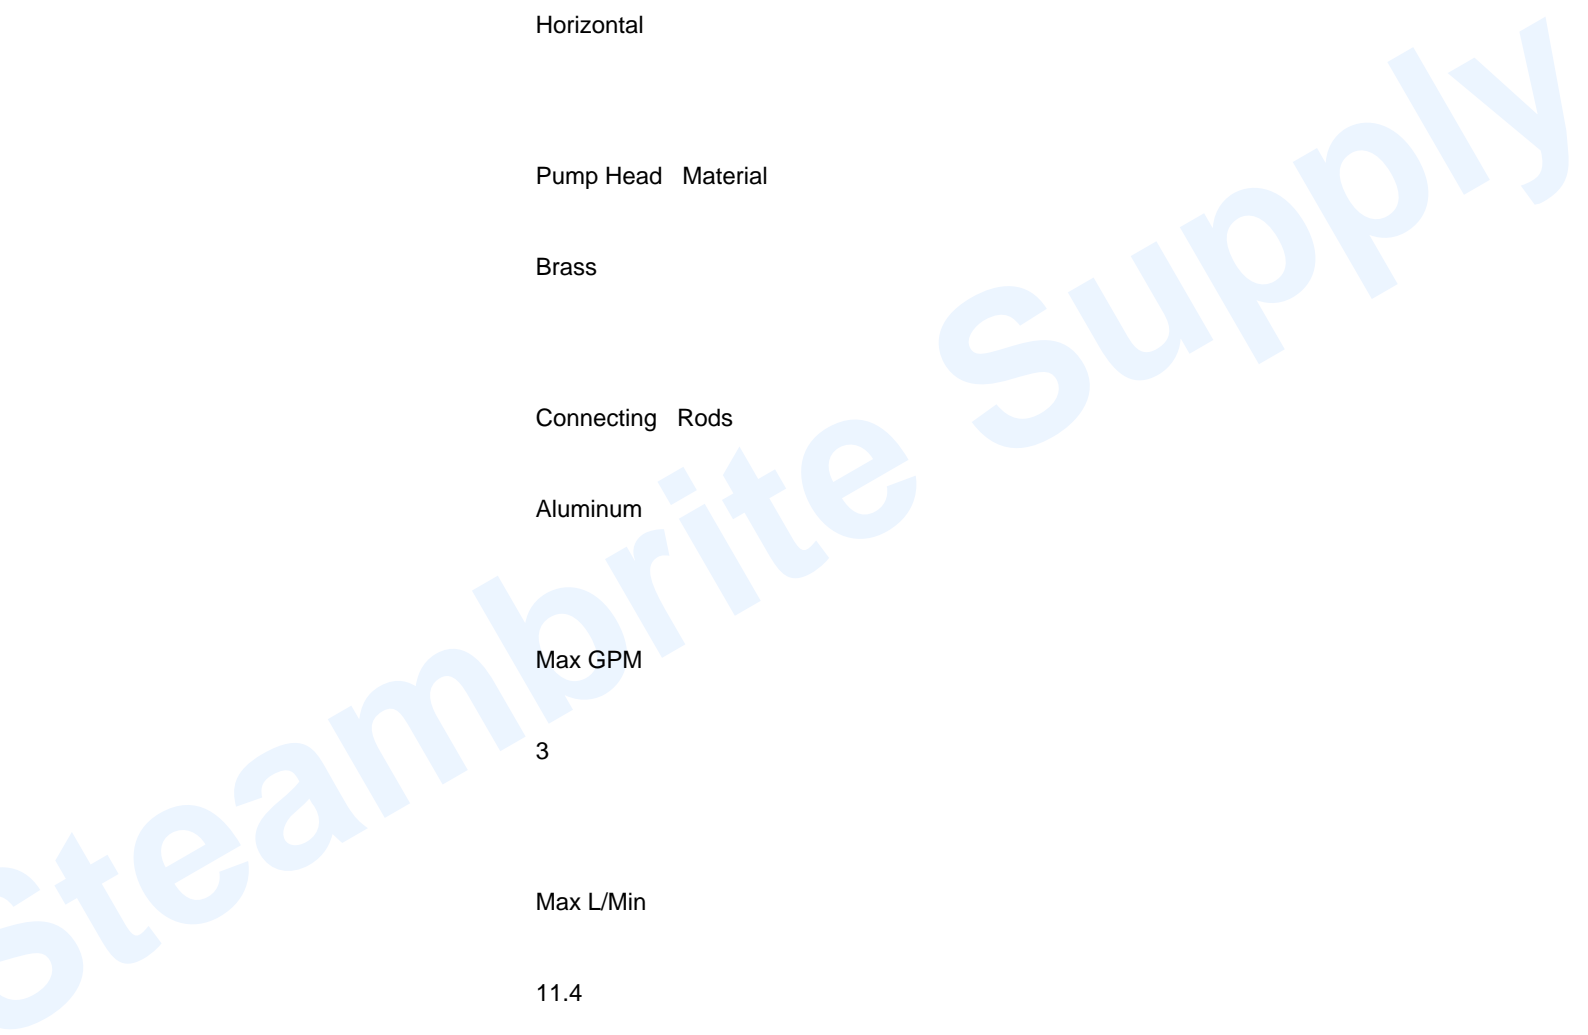 Horizontal
Pump Head Material
Brass
Connecting Rods
Aluminum
Max GPM
3
Max L/Min
11.4
Steambrite Supply